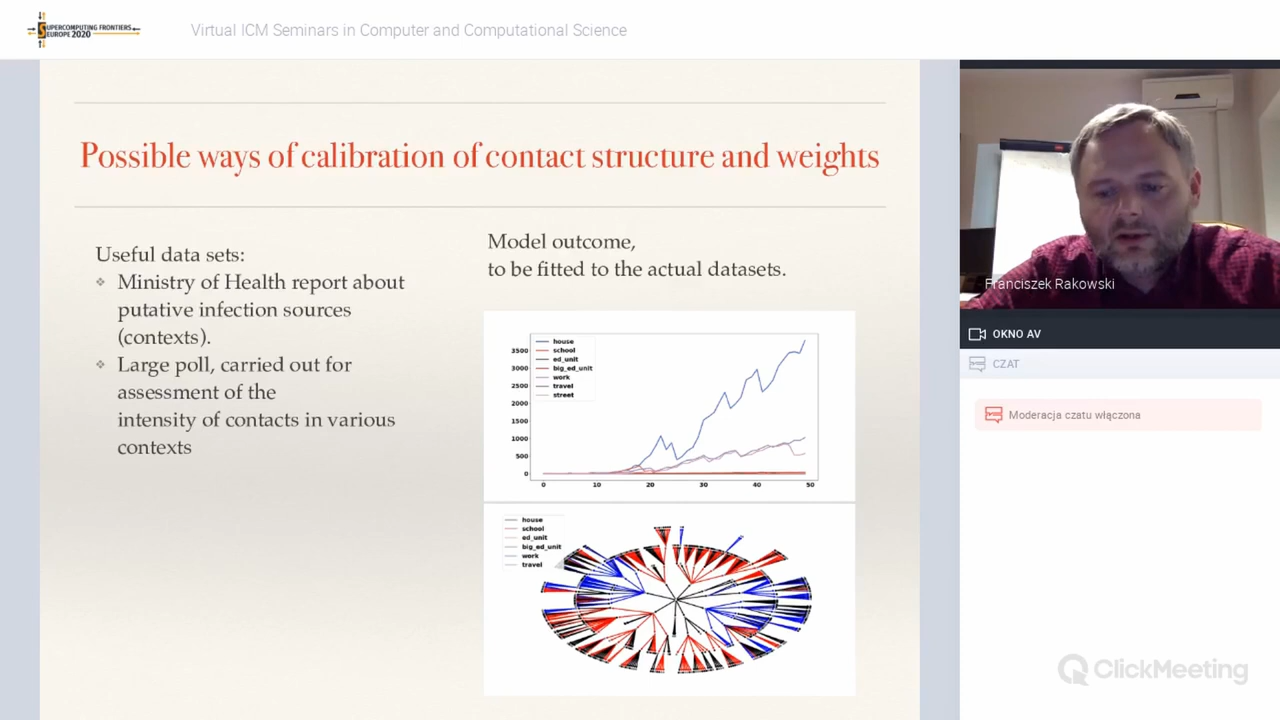 SUPERCOMPUTING FRONTIERS
EUROPE 2020
Virtual ICM Seminars in Computer and Computational Science
Possible ways of calibration of contact structure and weights
Useful data sets:
Ministry of Health report about
putative infection sources
(contexts).
Large poll, carried out for
assessment of the
intensity of contacts in various
contexts
Model outcome,
to be fitted to the actual datasets.
house
school
ed_unit
big_ed_unit
work
travel
street
3500
3000
2500
2000
1500
1000
500
0
0 10 20 30 40 50
house
school
ed_unit
big_ed_unit
work
travel
Franciszek Rakowski
OKNO AV
CZAT
Moderacja czatu włączona
ClickMeeting